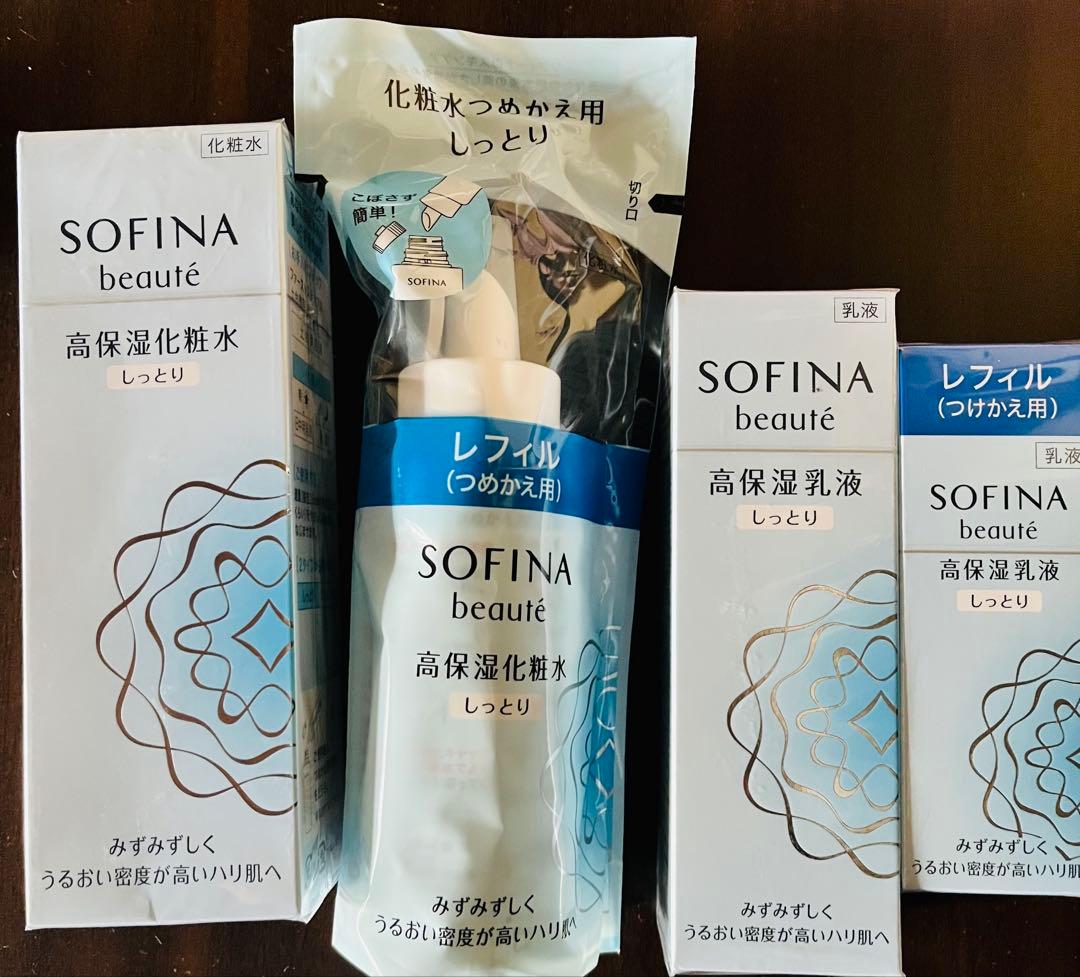 化粧水
SOFINA
beauté
高保湿化粧水
しっとり
みずみずしく
うるおい密度が高いハリ肌へ
化粧水つめかえ用
しっとり
こぼさず
簡単！
SOFINA
切り口
レフィル
(つめかえ用)
SOFINA
beauté
高保湿化粧水
しっとり
みずみずしく
うるおい密度が高いハリ肌へ
乳液
SOFINA
beauté
高保湿乳液
しっとり
みずみずしく
うるおい密度が高いハリ肌へ
レフィル
(つけかえ用)
乳液
SOFINA
beauté
高保湿乳液
しっとり
みずみずしく
うるおい密度が高いハリ肌